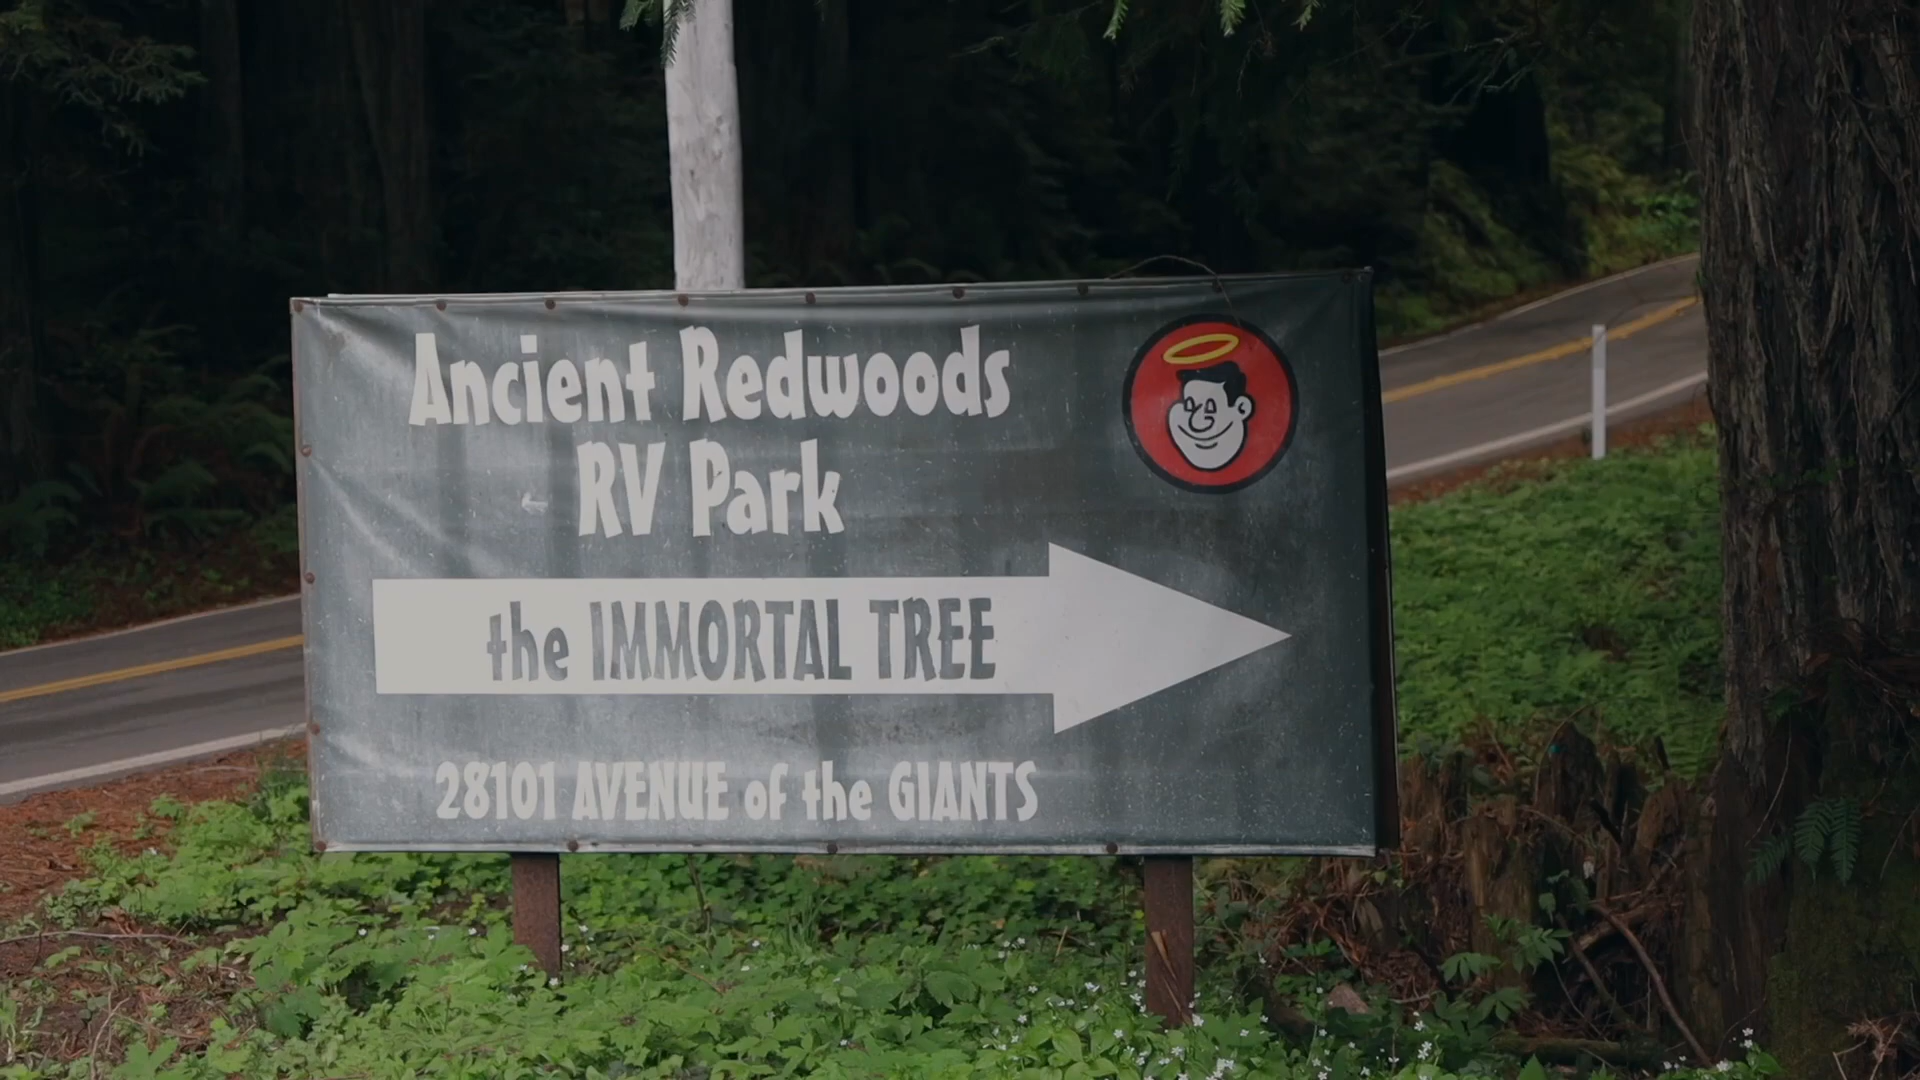 Ancient Redwoods
RV Park
the IMMORTAL TREE
28101 AVENUE of the GIANTS